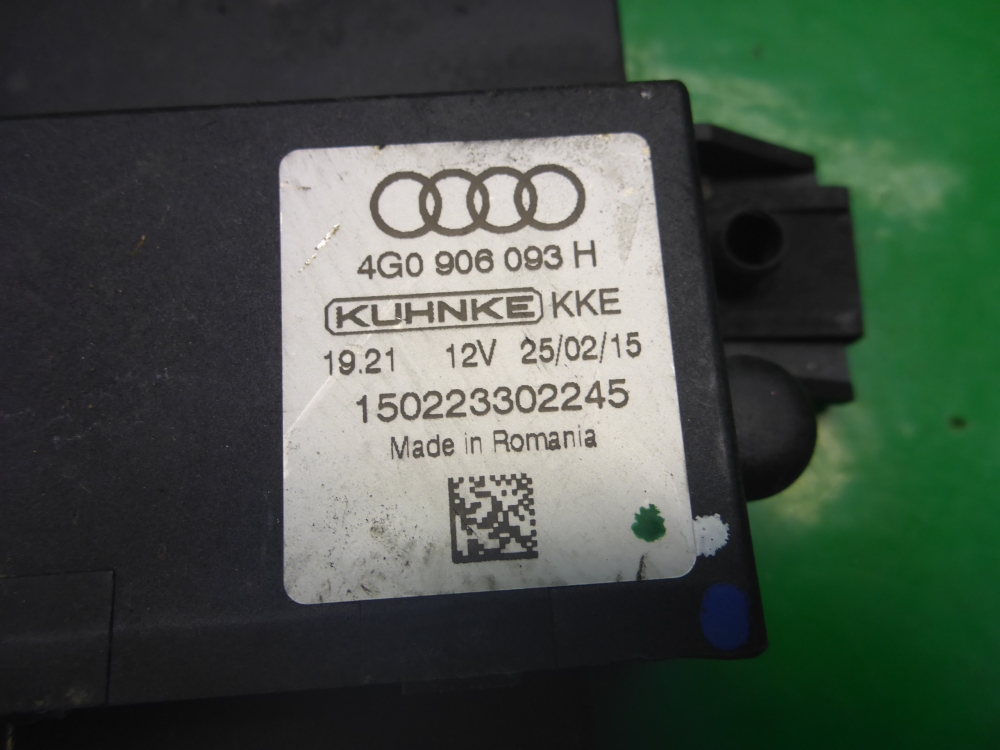 4G0 906 093 H
KUHNKE KKE
19.21 12V 25/02/15
150223302245
Made in Romania